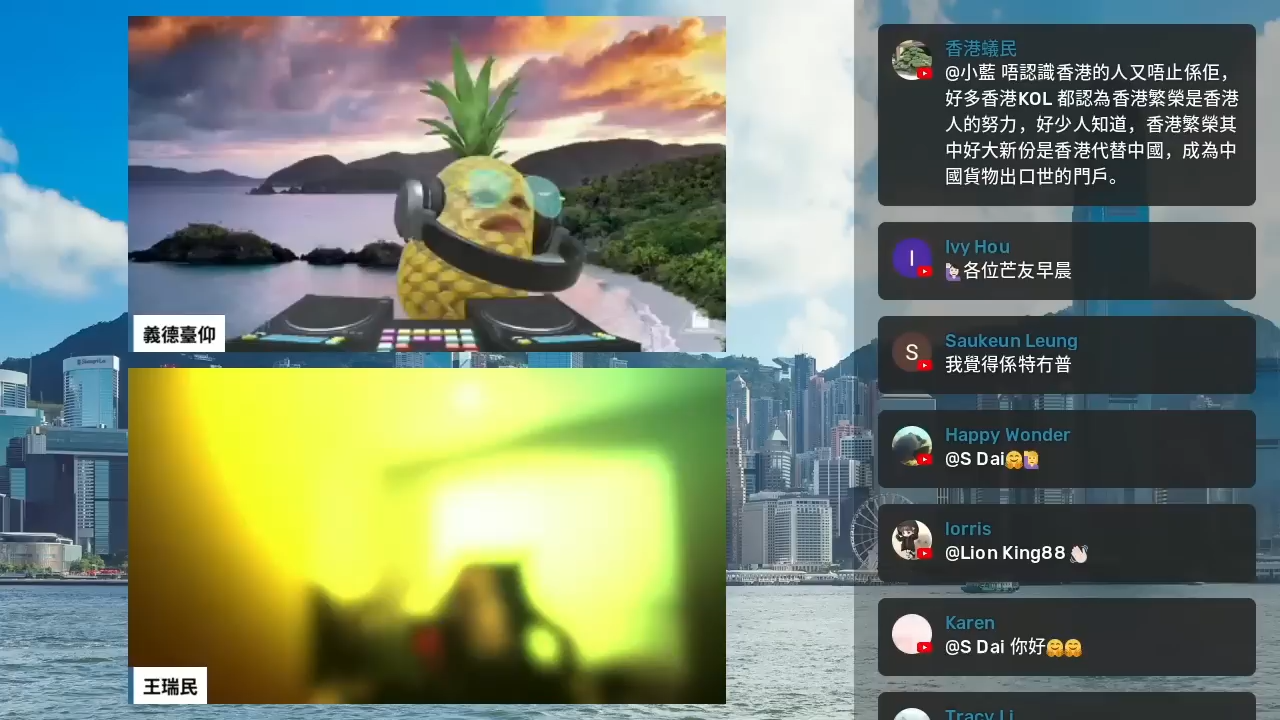 義德臺仰
王瑞民
香港蟻民
@小藍 唔認識香港的人又唔止係佢，
好多香港KOL 都認為香港繁榮是香港
人的努力，好少人知道，香港繁榮其
中好大新份是香港代替中國，成為中
國貨物出口世的門戶。
I
Ivy Hou
🙋🏻‍♀️各位芒友早晨
S
Saukeun Leung
我覺得係特冇普
Happy Wonder
@S Dai🤗🙋
lorris
@Lion King88👋🏻
Karen
@S Dai 你好🤗🤗
Tracy Li